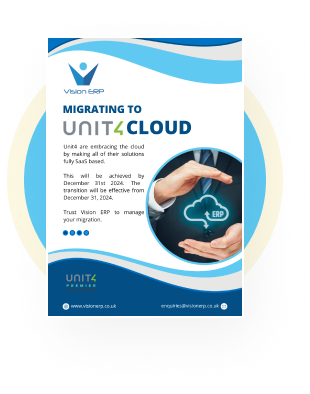 Vision ERP
MIGRATING TO
UNIT4 CLOUD
Unit4 are embracing the cloud
by making all of their solutions
fully SaaS based.
This will be achieved by
December 31st 2024. The
transition will be effective from
December 31, 2024.
Trust Vision ERP to manage
your migration.
ERP
UNIT4
PREMIER
www.visionerp.co.uk
enquiries@visionerp.co.uk